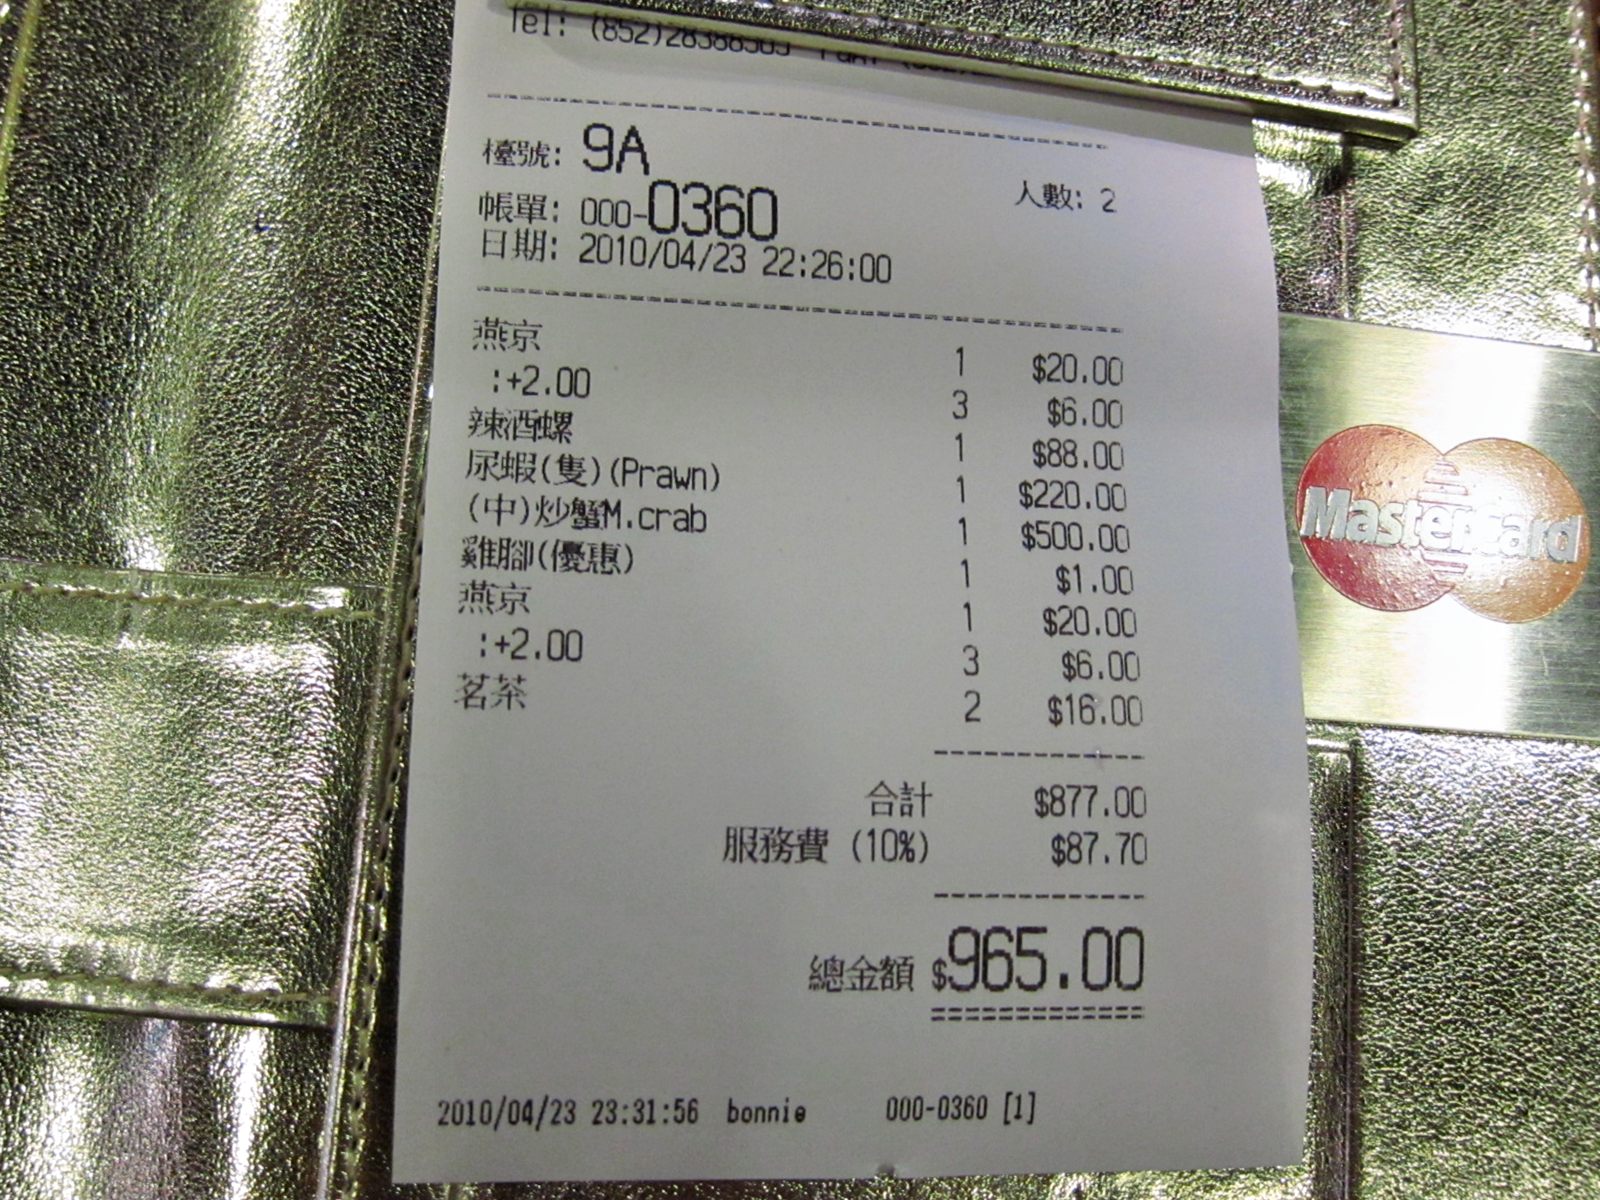 Tel: (852)28388305
檯號: 9A
人數: 2
帳單: 000-0360
日期: 2010/04/23 22:26:00
燕京 1 $20.00
:+2.00 3 $6.00
辣酒螺 1 $88.00
尿蝦(隻)(Prawn) 1 $220.00
(中)炒蟹M.crab 1 $500.00
雞腳(優惠) 1 $1.00
燕京 1 $20.00
:+2.00 3 $6.00
茗茶 2 $16.00
合計 $877.00
服務費 (10%) $87.70
總金額 $965.00
2010/04/23 23:31:56 bonnie 000-0360 [1]
MasterCard